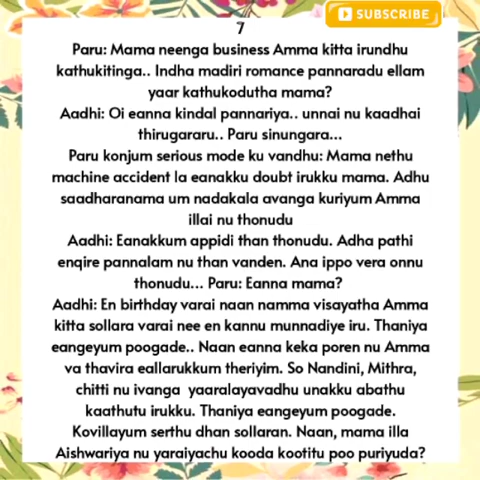 SUBSCRIBE
7
Paru: Mama neenga business Amma kitta irundhu
kathukitinga.. Indha madiri romance pannaradu ellam
yaar kathukodutha mama?
Aadhi: Oi eanna kindal pannariya.. unnai nu kaadhai
thirugararu.. Paru sinungara...
Paru konjum serious mode ku vandhu: Mama nethu
machine accident la eanakku doubt irukku mama. Adhu
saadharanama um nadakala avanga kuriyum Amma
illai nu thonudu
Aadhi: Eanakkum appidi than thonudu. Adha pathi
enqire pannalam nu than vanden. Ana ippo vera onnu
thonudu... Paru: Eanna mama?
Aadhi: En birthday varai naan namma visayatha Amma
kitta sollara varai nee en kannu munnadiye iru. Thaniya
eangeyum poogade.. Naan eanna keka poren nu Amma
va thavira eallarukkum theriyim. So Nandini, Mithra,
chitti nu ivanga yaaralayavadhu unakku abathu
kaathutu irukku. Thaniya eangeyum poogade.
Kovillayum serthu dhan sollaran. Naan, mama illa
Aishwariya nu yaraiyachu kooda kootitu poo puriyuda?